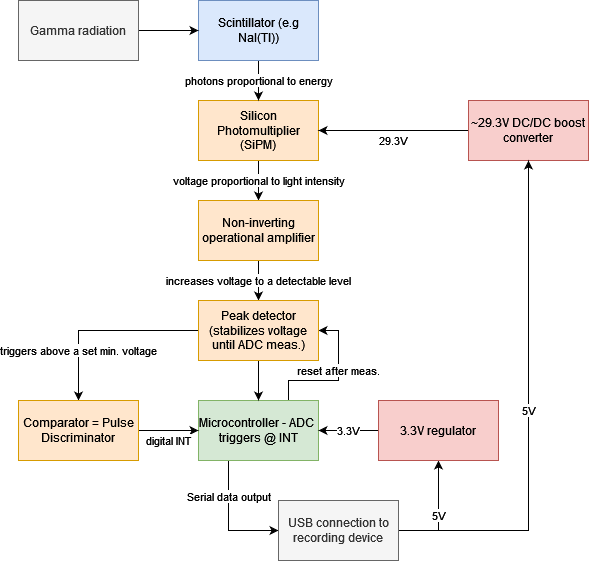 Gamma radiation
Scintillator (e.g
NaI(Tl))
photons proportional to energy
Silicon
Photomultiplier
(SiPM)
29.3V
~29.3V DC/DC boost
converter
voltage proportional to light intensity
Non-inverting
operational amplifier
increases voltage to a detectable level
Peak detector
(stabilizes voltage
until ADC meas.)
triggers above a set min. voltage
reset after meas.
Comparator = Pulse
Discriminator
digital INT
Microcontroller - ADC
triggers @ INT
3.3V
3.3V regulator
5V
Serial data output
USB connection to
recording device
5V